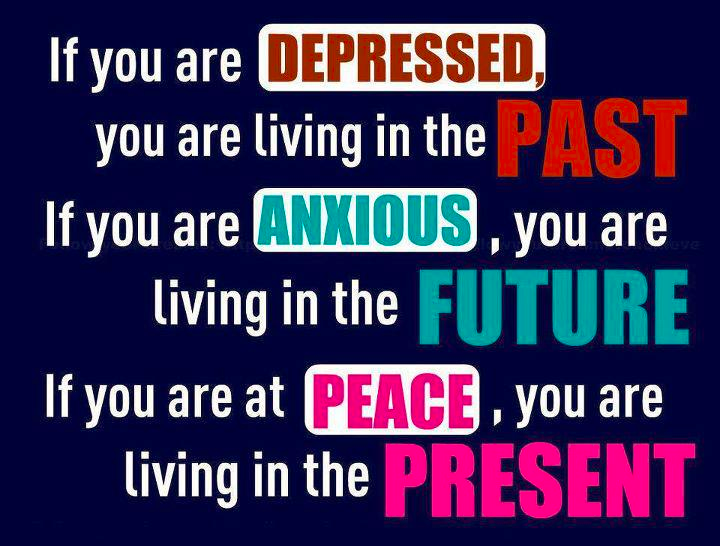 If you are DEPRESSED,
you are living in the PAST
If you are ANXIOUS , you are
living in the FUTURE
If you are at PEACE , you are
living in the PRESENT